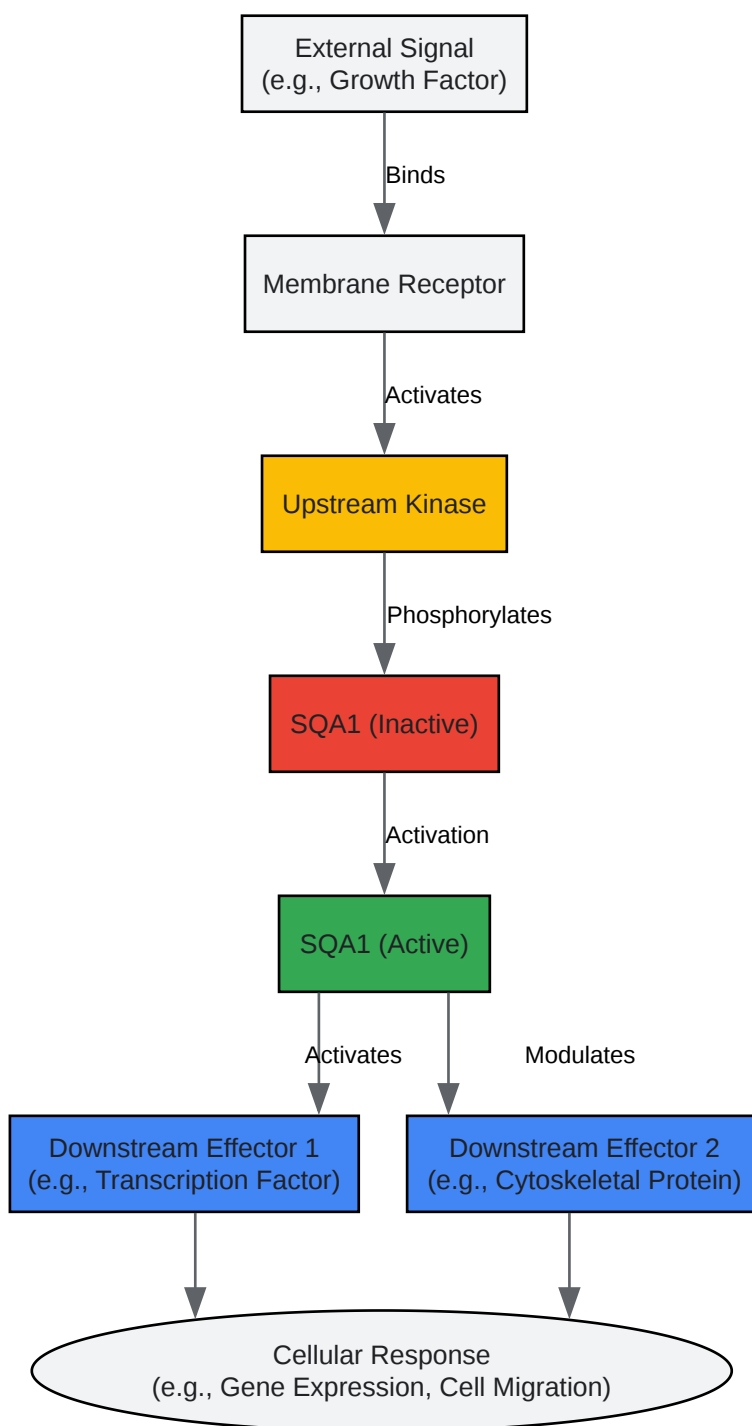 External Signal
(e.g., Growth Factor)
Binds
Membrane Receptor
Activates
Upstream Kinase
Phosphorylates
SQA1 (Inactive)
Activation
SQA1 (Active)
Activates
Modulates
Downstream Effector 1
(e.g., Transcription Factor)
Downstream Effector 2
(e.g., Cytoskeletal Protein)
Cellular Response
(e.g., Gene Expression, Cell Migration)